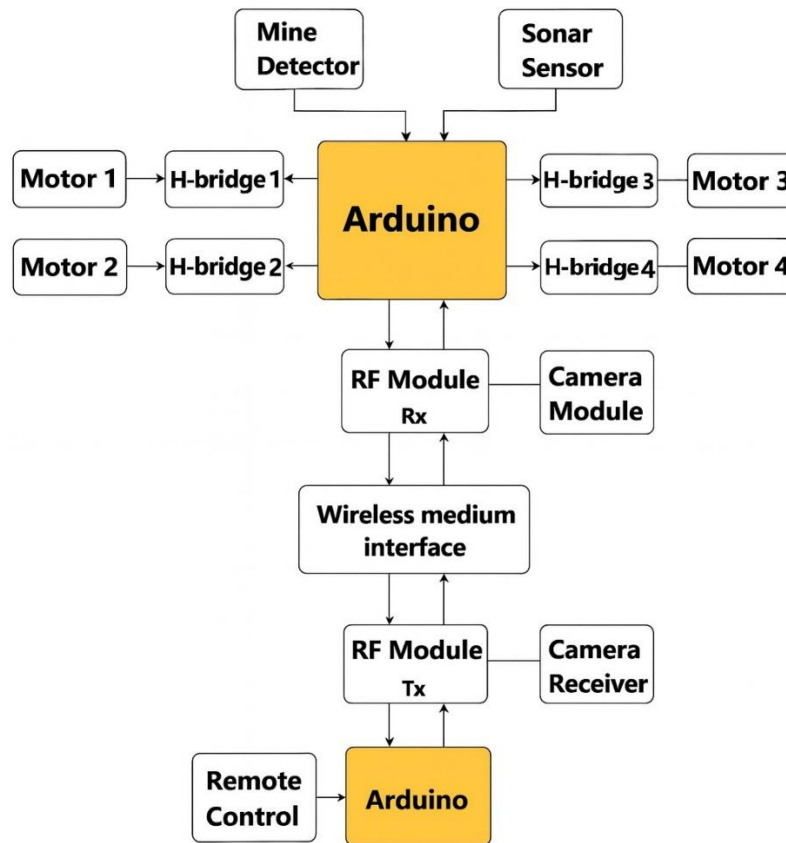 Mine
Detector
Sonar
Sensor
Motor 1
H-bridge 1
Arduino
H-bridge 3
Motor 3
Motor 2
H-bridge 2
H-bridge 4
Motor 4
RF Module
Rx
Camera
Module
Wireless medium
interface
RF Module
Tx
Camera
Receiver
Remote
Control
Arduino